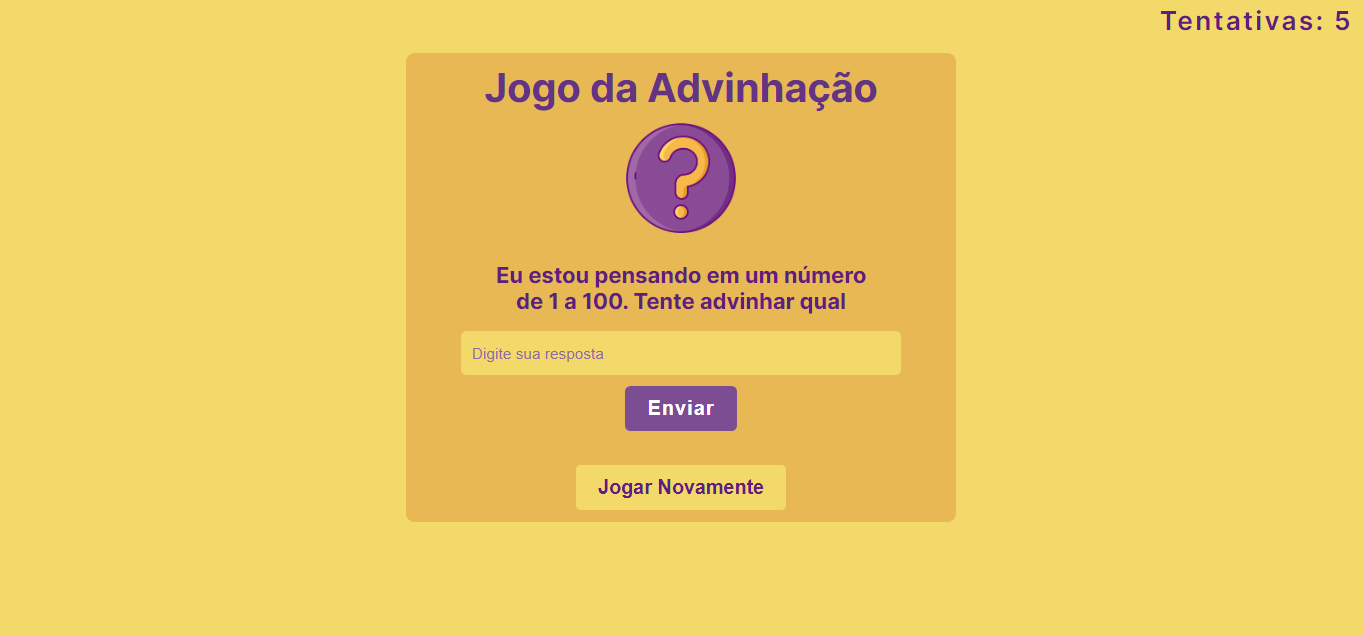 Tentativas: 5
Jogo da Advinhação
?
Eu estou pensando em um número
de 1 a 100. Tente advinhar qual
Digite sua resposta
Enviar
Jogar Novamente